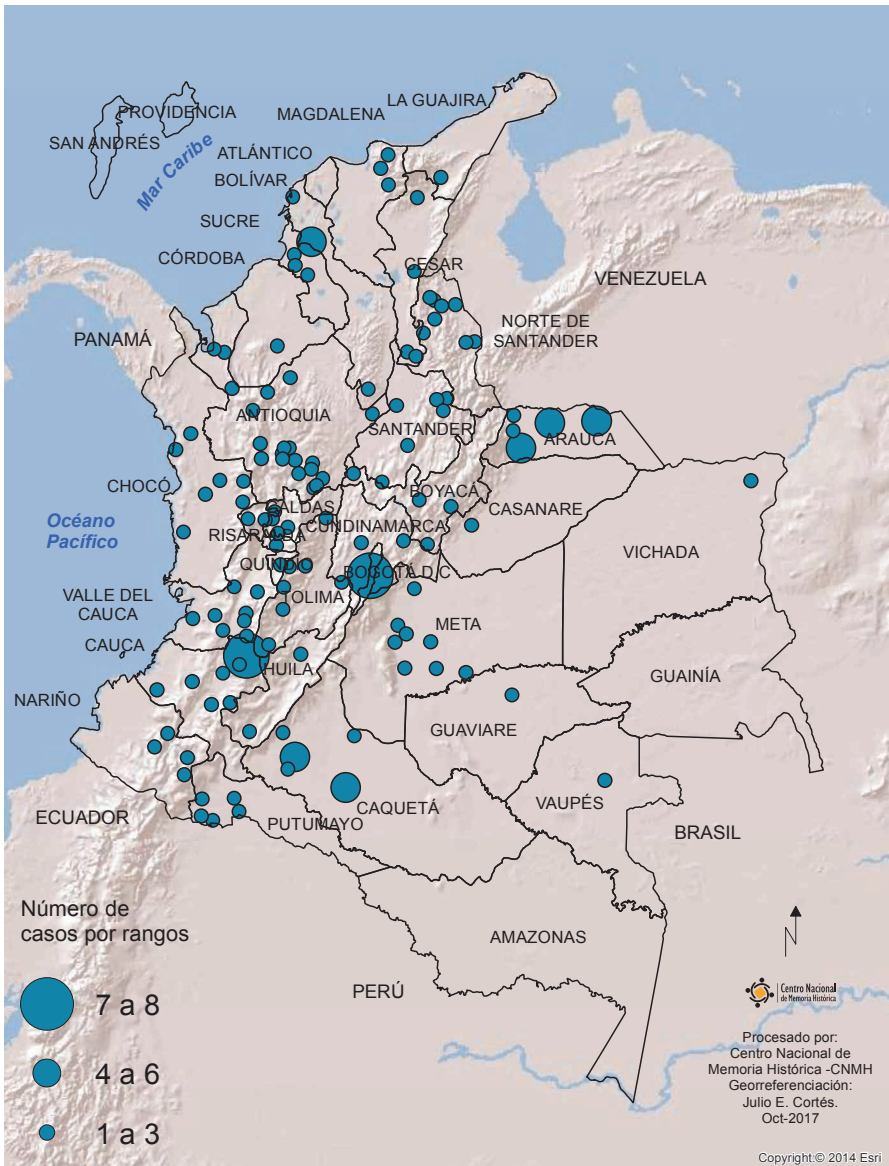 PROVIDENCIA
SAN ANDRÉS
Mar Caribe
MAGDALENA
LA GUAJIRA
ATLÁNTICO
BOLÍVAR
SUCRE
CÓRDOBA
CESAR
VENEZUELA
PANAMÁ
NORTE DE
SANTANDER
ANTIOQUIA
SANTANDER
ARAUCA
CHOCÓ
BOYACÁ
CASANARE
CALDAS
CUNDINAMARCA
Océano
Pacífico
RISARALBA
VICHADA
QUINDÍO
BOGOTÁ D.C
VALLE DEL
CAUCA
TOLIMA
META
CAUCA
HUILA
GUAINÍA
NARIÑO
GUAVIARE
VAUPÉS
CAQUETÁ
ECUADOR
PUTUMAYO
BRASIL
AMAZONAS
PERÚ
Número de
casos por rangos
7 a 8
4 a 6
1 a 3
N
Centro Nacional
de Memoria Histórica
Procesado por:
Centro Nacional de
Memoria Histórica -CNMH
Georreferenciación:
Julio E. Cortés.
Oct-2017
Copyright:© 2014 Esri